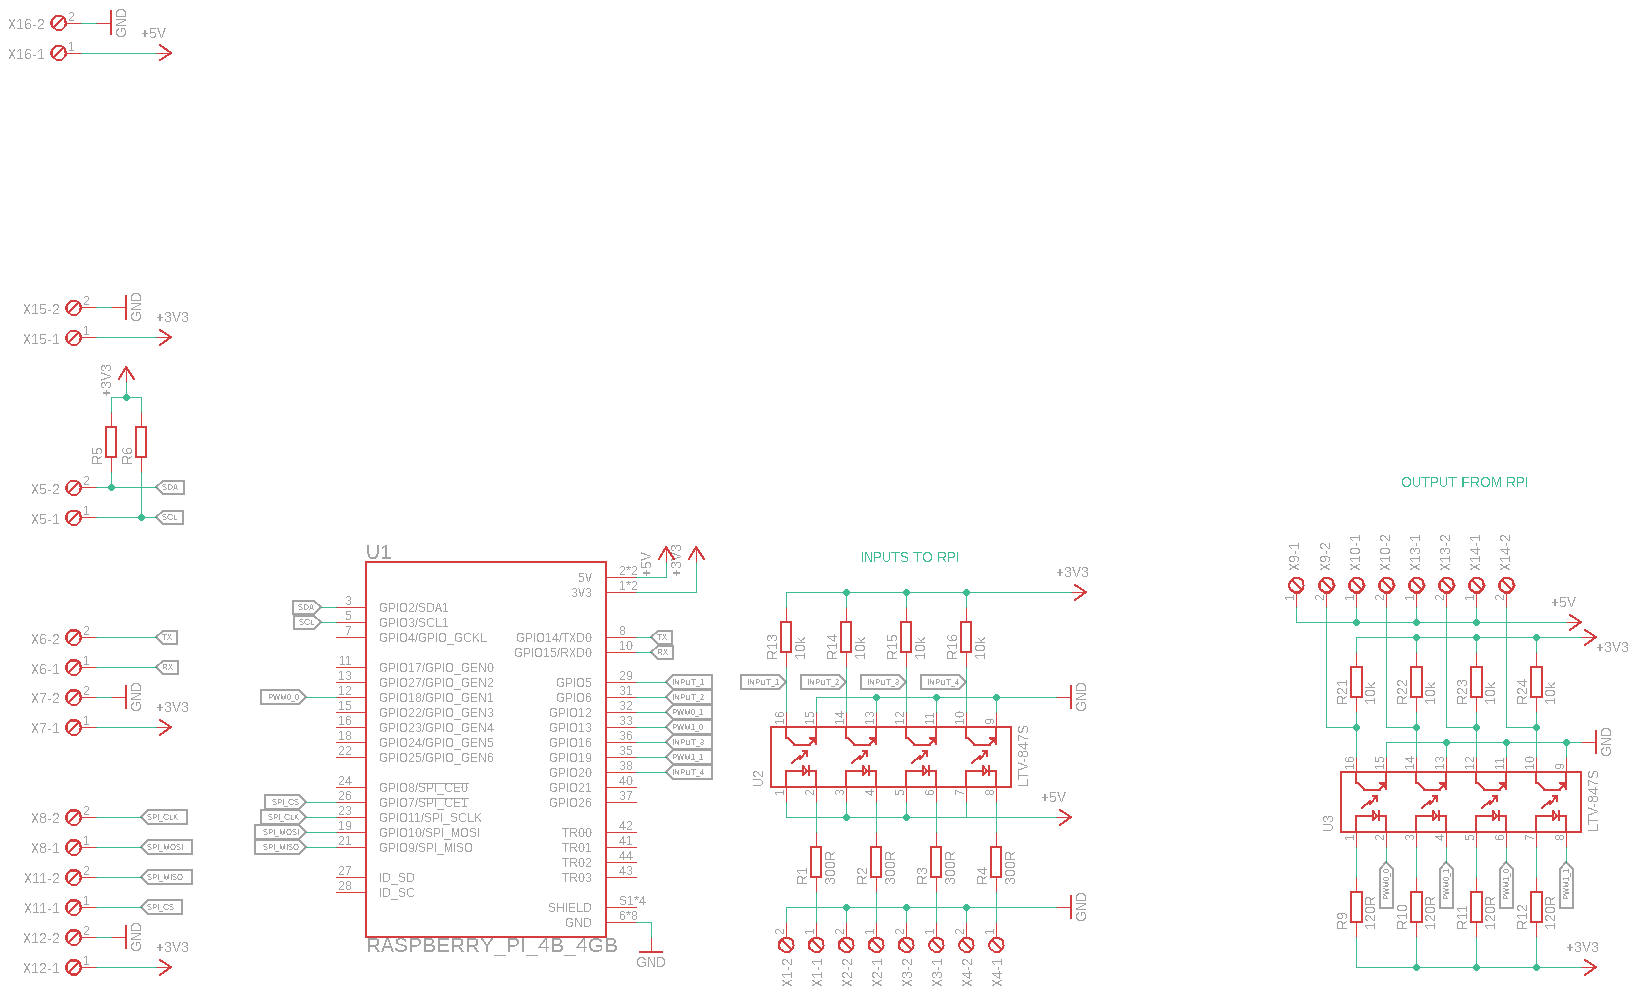 X16-2 2 GND
+5V
X16-1 1
X15-2 2 GND
+3V3
X15-1 1
+3V3
R5 R6
X5-2 2 SDA
X5-1 1 SCL
X6-2 2 TX
X6-1 1 RX
X7-2 2 GND
+3V3
X7-1 1
X8-2 2 SPI_CLK
X8-1 1 SPI_MOSI
X11-2 2 SPI_MISO
X11-1 1 SPI_CS
X12-2 2 GND
+3V3
X12-1 1
U1
+5V +3V3
5V 2*2
3V3 1*2
SDA 3 GPIO2/SDA1
SCL 5 GPIO3/SCL1
7 GPIO4/GPIO_GCKL GPIO14/TXD0 8 TX
GPIO15/RXD0 10 RX
11 GPIO17/GPIO_GEN0
13 GPIO27/GPIO_GEN2 GPIO5 29 INPUT_1
PWM0_0 12 GPIO18/GPIO_GEN1 GPIO6 31 INPUT_2
15 GPIO22/GPIO_GEN3 GPIO12 32 PWM0_1
16 GPIO23/GPIO_GEN4 GPIO13 33 PWM1_0
18 GPIO24/GPIO_GEN5 GPIO16 36 INPUT_3
22 GPIO25/GPIO_GEN6 GPIO19 35 PWM1_1
GPIO20 38 INPUT_4
24 GPIO8/SPI_CE0 GPIO21 40
SPI_CS 26 GPIO7/SPI_CE1 GPIO26 37
SPI_CLK 23 GPIO11/SPI_SCLK
SPI_MOSI 19 GPIO10/SPI_MOSI TR00 42
SPI_MISO 21 GPIO9/SPI_MISO TR01 41
TR02 44
27 ID_SD TR03 43
28 ID_SC
SHIELD S1*4
GND 6*8
RASPBERRY_PI_4B_4GB
GND
INPUTS TO RPI
+3V3
R13 10k R14 10k R15 10k R16 10k
INPUT_1 INPUT_2 INPUT_3 INPUT_4
GND
16 15 14 13 12 11 10 9
U2 LTV-847S
1 2 3 4 5 6 7 8
+5V
R1 300R R2 300R R3 300R R4 300R
GND
2 1 2 1 2 1 2 1
X1-2 X1-1 X2-2 X2-1 X3-2 X3-1 X4-2 X4-1
OUTPUT FROM RPI
X9-1 X9-2 X10-1 X10-2 X13-1 X13-2 X14-1 X14-2
1 2 1 2 1 2 1 2
+5V
+3V3
R21 10k R22 10k R23 10k R24 10k
GND
16 15 14 13 12 11 10 9
U3 LTV-847S
1 2 3 4 5 6 7 8
PWM0_0 PWM0_1 PWM1_0 PWM1_1
R9 120R R10 120R R11 120R R12 120R
+3V3